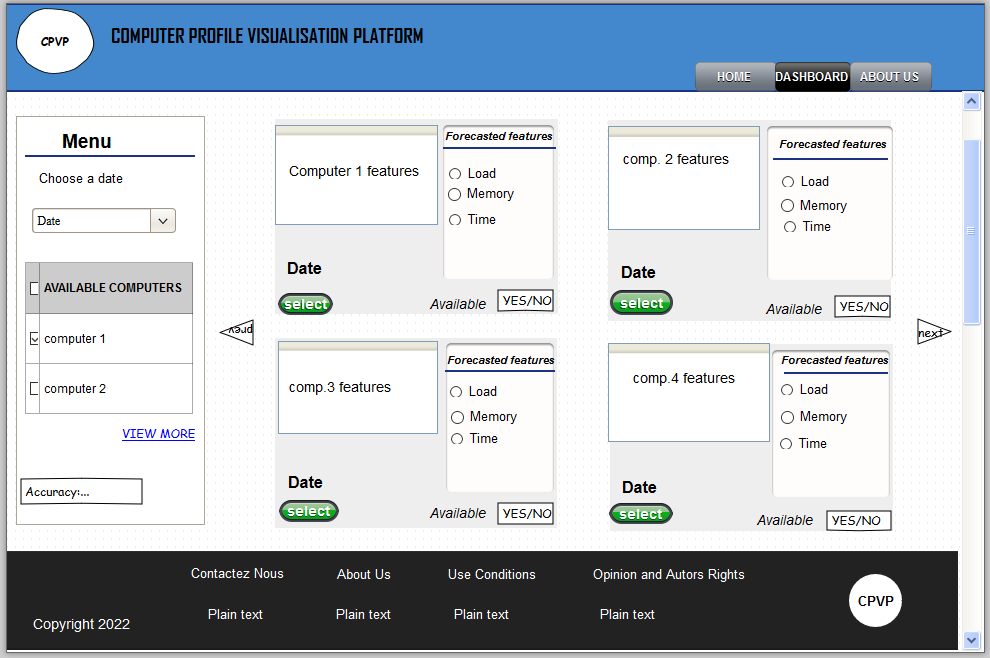 CPVP
COMPUTER PROFILE VISUALISATION PLATFORM
HOME DASHBOARD ABOUT US
Menu
Choose a date
Date
AVAILABLE COMPUTERS
computer 1
computer 2
VIEW MORE
Accuracy:...
prev
Computer 1 features
Forecasted features
Load
Memory
Time
Date
select
Available YES/NO
comp. 2 features
Forecasted features
Load
Memory
Time
Date
select
Available YES/NO
comp.3 features
Forecasted features
Load
Memory
Time
Date
select
Available YES/NO
comp.4 features
Forecasted features
Load
Memory
Time
Date
select
Available YES/NO
next
Contactez Nous About Us Use Conditions Opinion and Autors Rights
Plain text Plain text Plain text Plain text
Copyright 2022
CPVP